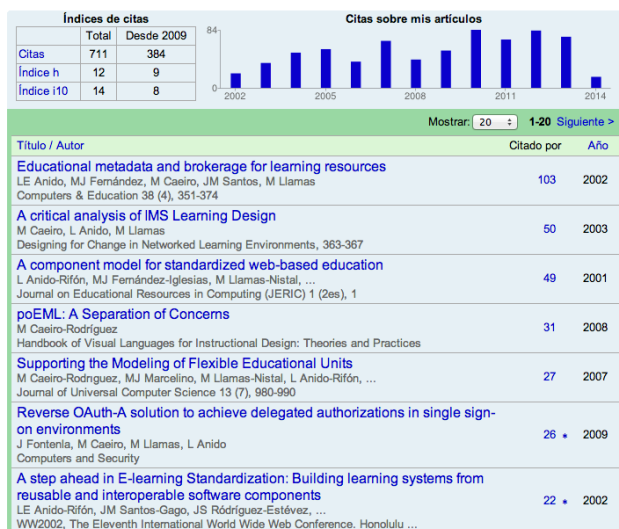 Índices de citas
Total Desde 2009
Citas 711 384
Índice h 12 9
Índice i10 14 8
Citas sobre mis artículos
84
0
2002 2005 2008 2011 2014
Mostrar: 20 1-20 Siguiente >
Título / Autor Citado por Año
Educational metadata and brokerage for learning resources
LE Anido, MJ Fernández, M Caeiro, JM Santos, M Llamas
Computers & Education 38 (4), 351-374
103 2002
A critical analysis of IMS Learning Design
M Caeiro, L Anido, M Llamas
Designing for Change in Networked Learning Environments, 363-367
50 2003
A component model for standardized web-based education
L Anido-Rifón, MJ Fernández-Iglesias, M Llamas-Nistal, ...
Journal on Educational Resources in Computing (JERIC) 1 (2es), 1
49 2001
poEML: A Separation of Concerns
M Caeiro-Rodríguez
Handbook of Visual Languages for Instructional Design: Theories and Practices
31 2008
Supporting the Modeling of Flexible Educational Units
M Caeiro-Rodrıguez, MJ Marcelino, M Llamas-Nistal, L Anido-Rifón, ...
Journal of Universal Computer Science 13 (7), 980-990
27 2007
Reverse OAuth-A solution to achieve delegated authorizations in single sign-
on environments
J Fontenla, M Caeiro, M Llamas, L Anido
Computers and Security
26 * 2009
A step ahead in E-learning Standardization: Building learning systems from
reusable and interoperable software components
LE Anido-Rifón, JM Santos-Gago, JS Ródríguez-Estévez, ...
WW2002, The Eleventh International World Wide Web Conference. Honolulu ...
22 * 2002